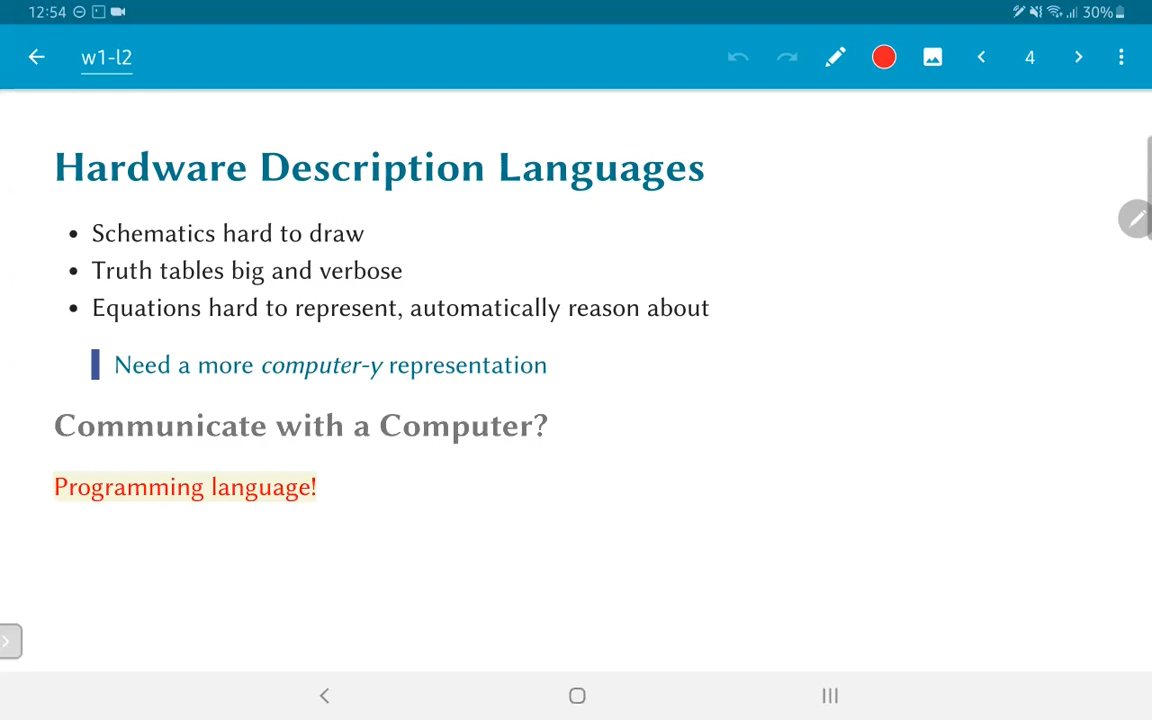 12:54
30%
w1-l2
4
Hardware Description Languages
• Schematics hard to draw
• Truth tables big and verbose
• Equations hard to represent, automatically reason about
Need a more computer-y representation
Communicate with a Computer?
Programming language!